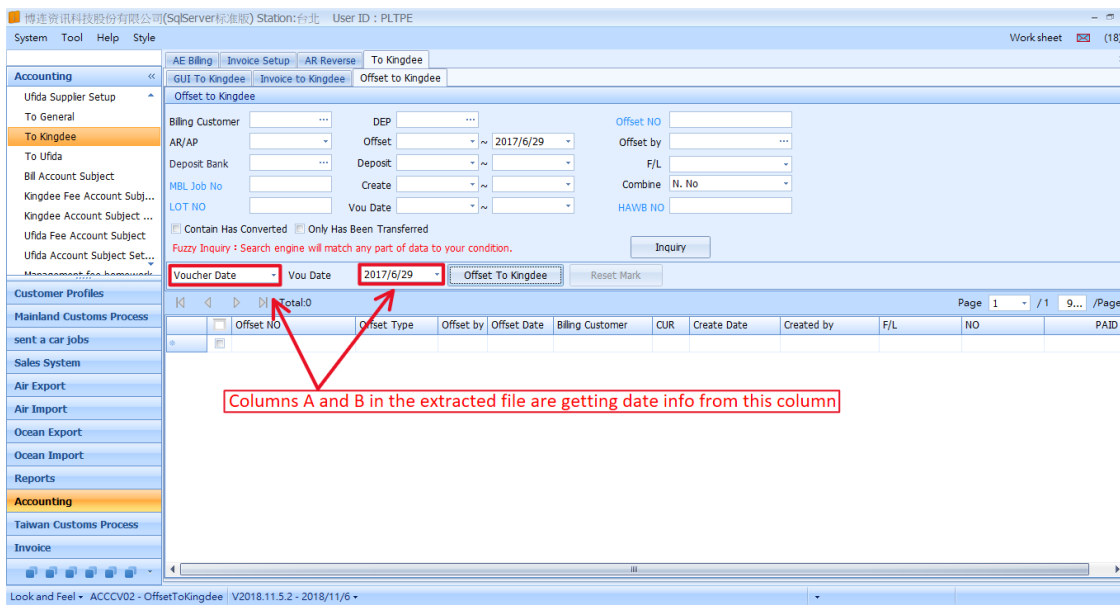 博连资讯科技股份有限公司(SqlServer标准版) Station:台北 User ID : PLTPE
System Tool Help Style
Work sheet (18)
AE Billing Invoice Setup AR Reverse To Kingdee
Accounting «
GUI To Kingdee Invoice to Kingdee Offset to Kingdee
Ufida Supplier Setup
To General
To Kingdee
To Ufida
Bill Account Subject
Kingdee Fee Account Subj...
Kingdee Account Subject ...
Ufida Fee Account Subject
Ufida Account Subject Set...
Management fee homework
Offset to Kingdee
Billing Customer ... DEP ... Offset NO
AR/AP Offset ~ 2017/6/29 Offset by ...
Deposit Bank ... Deposit ~ F/L
MBL Job No Create ~ Combine N. No
LOT NO Vou Date ~ HAWB NO
Contain Has Converted Only Has Been Transferred
Fuzzy Inquiry : Search engine will match any part of data to your condition.
Inquiry
Voucher Date Vou Date 2017/6/29 Offset To Kingdee Reset Mark
Total:0
Page 1 / 1 9... /Page
Offset NO Offset Type Offset by Offset Date Billing Customer CUR Create Date Created by F/L NO PAID
Columns A and B in the extracted file are getting date info from this column
Customer Profiles
Mainland Customs Process
sent a car jobs
Sales System
Air Export
Air Import
Ocean Export
Ocean Import
Reports
Accounting
Taiwan Customs Process
Invoice
Look and Feel ACCCV02 - OffsetToKingdee V2018.11.5.2 - 2018/11/6